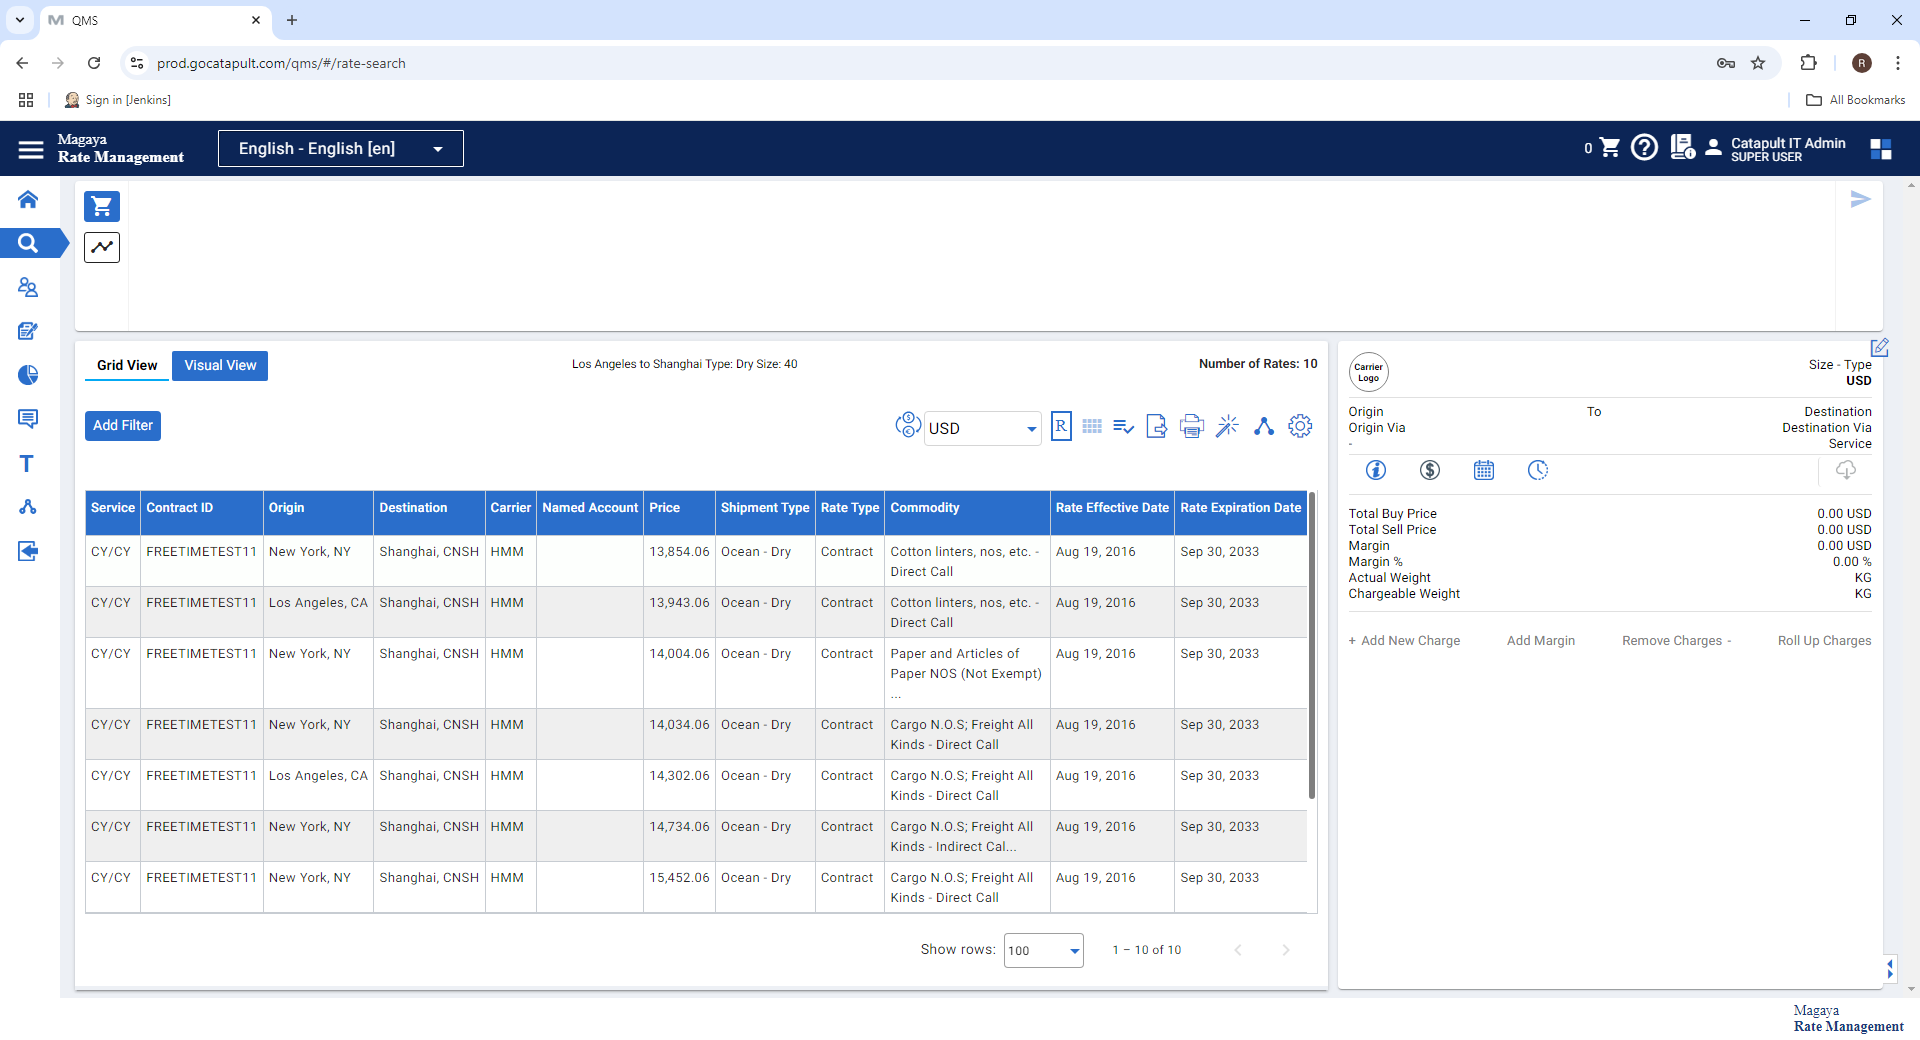 QMS
prod.gocatapult.com/qms/#/rate-search
R
Sign in [Jenkins]
All Bookmarks
Magaya
Rate Management
English - English [en]
0
Catapult IT Admin
SUPER USER
Grid View
Visual View
Los Angeles to Shanghai Type: Dry Size: 40
Number of Rates: 10
Add Filter
USD
R
Service Contract ID Origin Destination Carrier Named Account Price Shipment Type Rate Type Commodity Rate Effective Date Rate Expiration Date
CY/CY FREETIMETEST11 New York, NY Shanghai, CNSH HMM 13,854.06 Ocean - Dry Contract Cotton linters, nos, etc. - Aug 19, 2016 Sep 30, 2033
Direct Call
CY/CY FREETIMETEST11 Los Angeles, CA Shanghai, CNSH HMM 13,943.06 Ocean - Dry Contract Cotton linters, nos, etc. - Aug 19, 2016 Sep 30, 2033
Direct Call
CY/CY FREETIMETEST11 New York, NY Shanghai, CNSH HMM 14,004.06 Ocean - Dry Contract Paper and Articles of Aug 19, 2016 Sep 30, 2033
Paper NOS (Not Exempt)
...
CY/CY FREETIMETEST11 New York, NY Shanghai, CNSH HMM 14,034.06 Ocean - Dry Contract Cargo N.O.S; Freight All Aug 19, 2016 Sep 30, 2033
Kinds - Direct Call
CY/CY FREETIMETEST11 Los Angeles, CA Shanghai, CNSH HMM 14,302.06 Ocean - Dry Contract Cargo N.O.S; Freight All Aug 19, 2016 Sep 30, 2033
Kinds - Direct Call
CY/CY FREETIMETEST11 New York, NY Shanghai, CNSH HMM 14,734.06 Ocean - Dry Contract Cargo N.O.S; Freight All Aug 19, 2016 Sep 30, 2033
Kinds - Indirect Cal...
CY/CY FREETIMETEST11 New York, NY Shanghai, CNSH HMM 15,452.06 Ocean - Dry Contract Cargo N.O.S; Freight All Aug 19, 2016 Sep 30, 2033
Kinds - Direct Call
Show rows: 100 1 – 10 of 10
Carrier
Logo
Size - Type
USD
Origin To Destination
Origin Via Destination Via
- Service
Total Buy Price 0.00 USD
Total Sell Price 0.00 USD
Margin 0.00 USD
Margin % 0.00 %
Actual Weight KG
Chargeable Weight KG
+ Add New Charge Add Margin Remove Charges - Roll Up Charges
Magaya
Rate Management